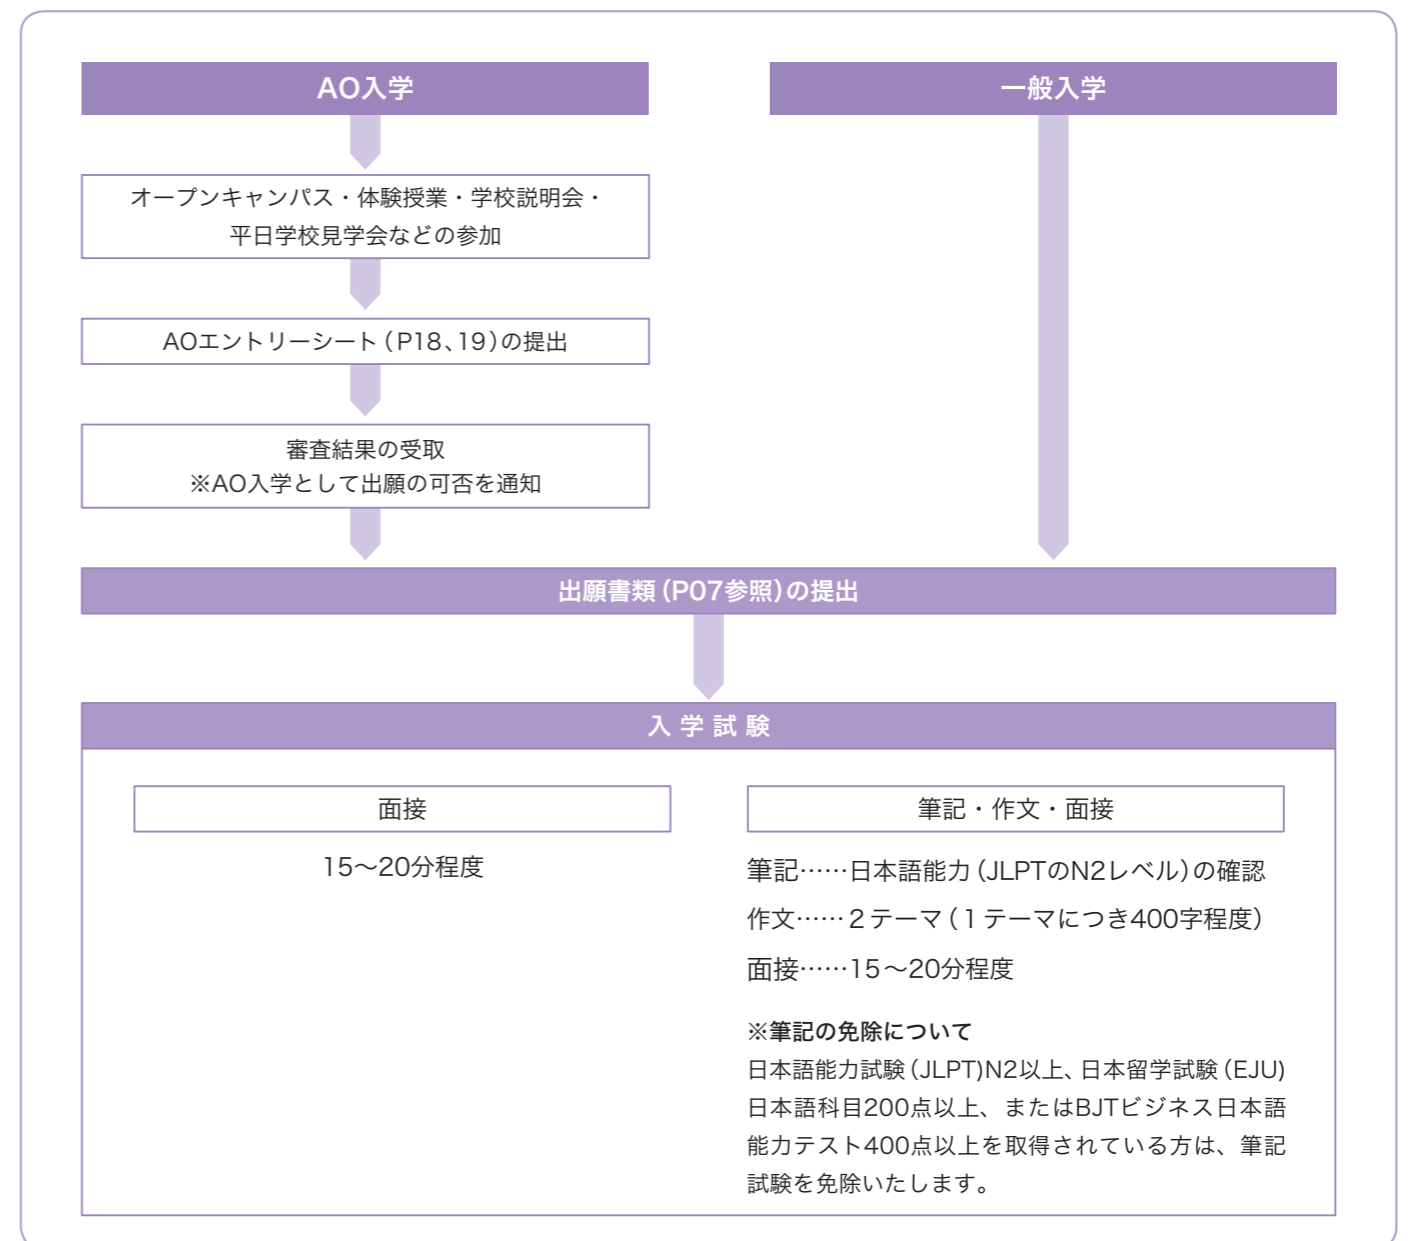 AO入学
オープンキャンパス・体験授業・学校説明会・
平日学校見学会などの参加
AOエントリーシート（P18、19）の提出
審査結果の受取
※AO入学として出願の可否を通知
一般入学
出願書類（P07参照）の提出
入学試験
面接
15〜20分程度
筆記・作文・面接
筆記……日本語能力（JLPTのN2レベル）の確認
作文……２テーマ（１テーマにつき400字程度）
面接……15〜20分程度
※筆記の免除について
日本語能力試験（JLPT)N2以上、日本留学試験（EJU)
日本語科目200点以上、またはBJTビジネス日本語
能力テスト400点以上を取得されている方は、筆記
試験を免除いたします。